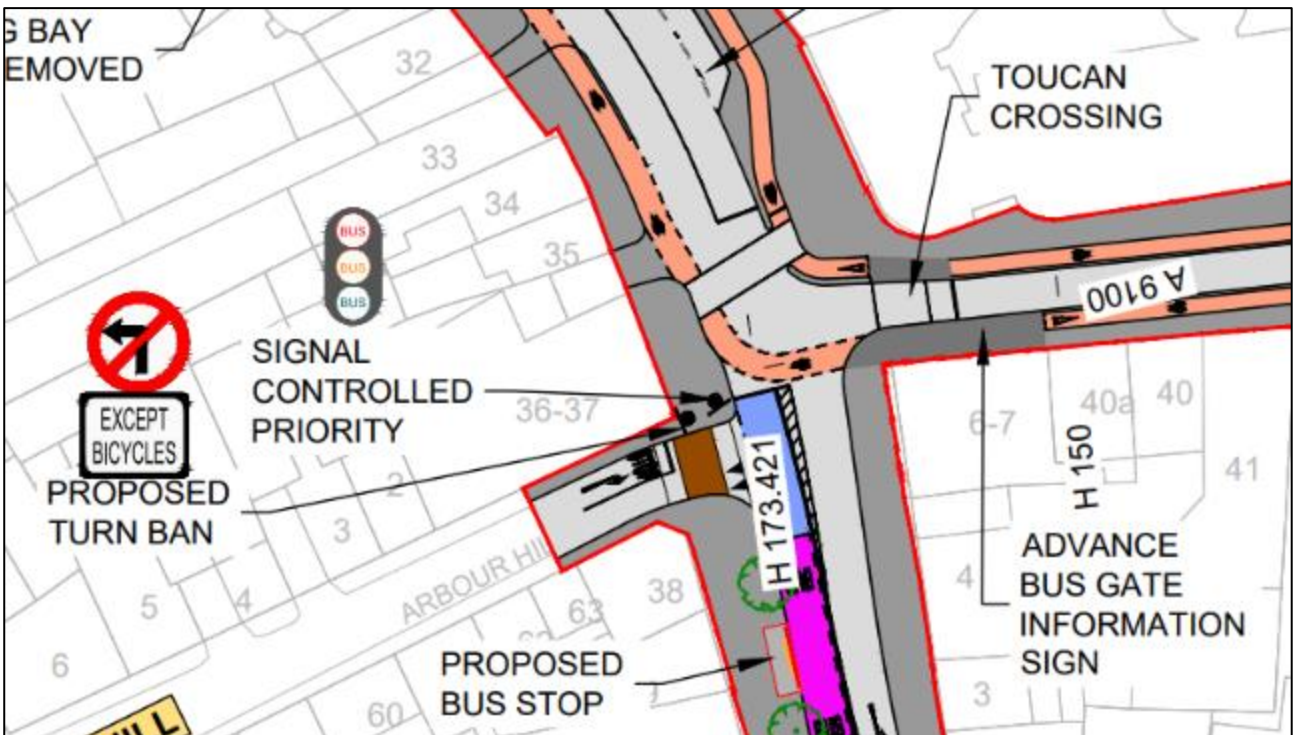 G BAY
EMOVED
32
33
34
35
TOUCAN
CROSSING
BUS
BUS
BUS
A 9100
SIGNAL
CONTROLLED
PRIORITY
36-37
EXCEPT
BICYCLES
PROPOSED
TURN BAN
2
3
4
5
6
ARBOUR HIL
H 173.421
6-7
40a
40
41
H 150
ADVANCE
BUS GATE
INFORMATION
SIGN
4
3
38
63
60
PROPOSED
BUS STOP
ILL